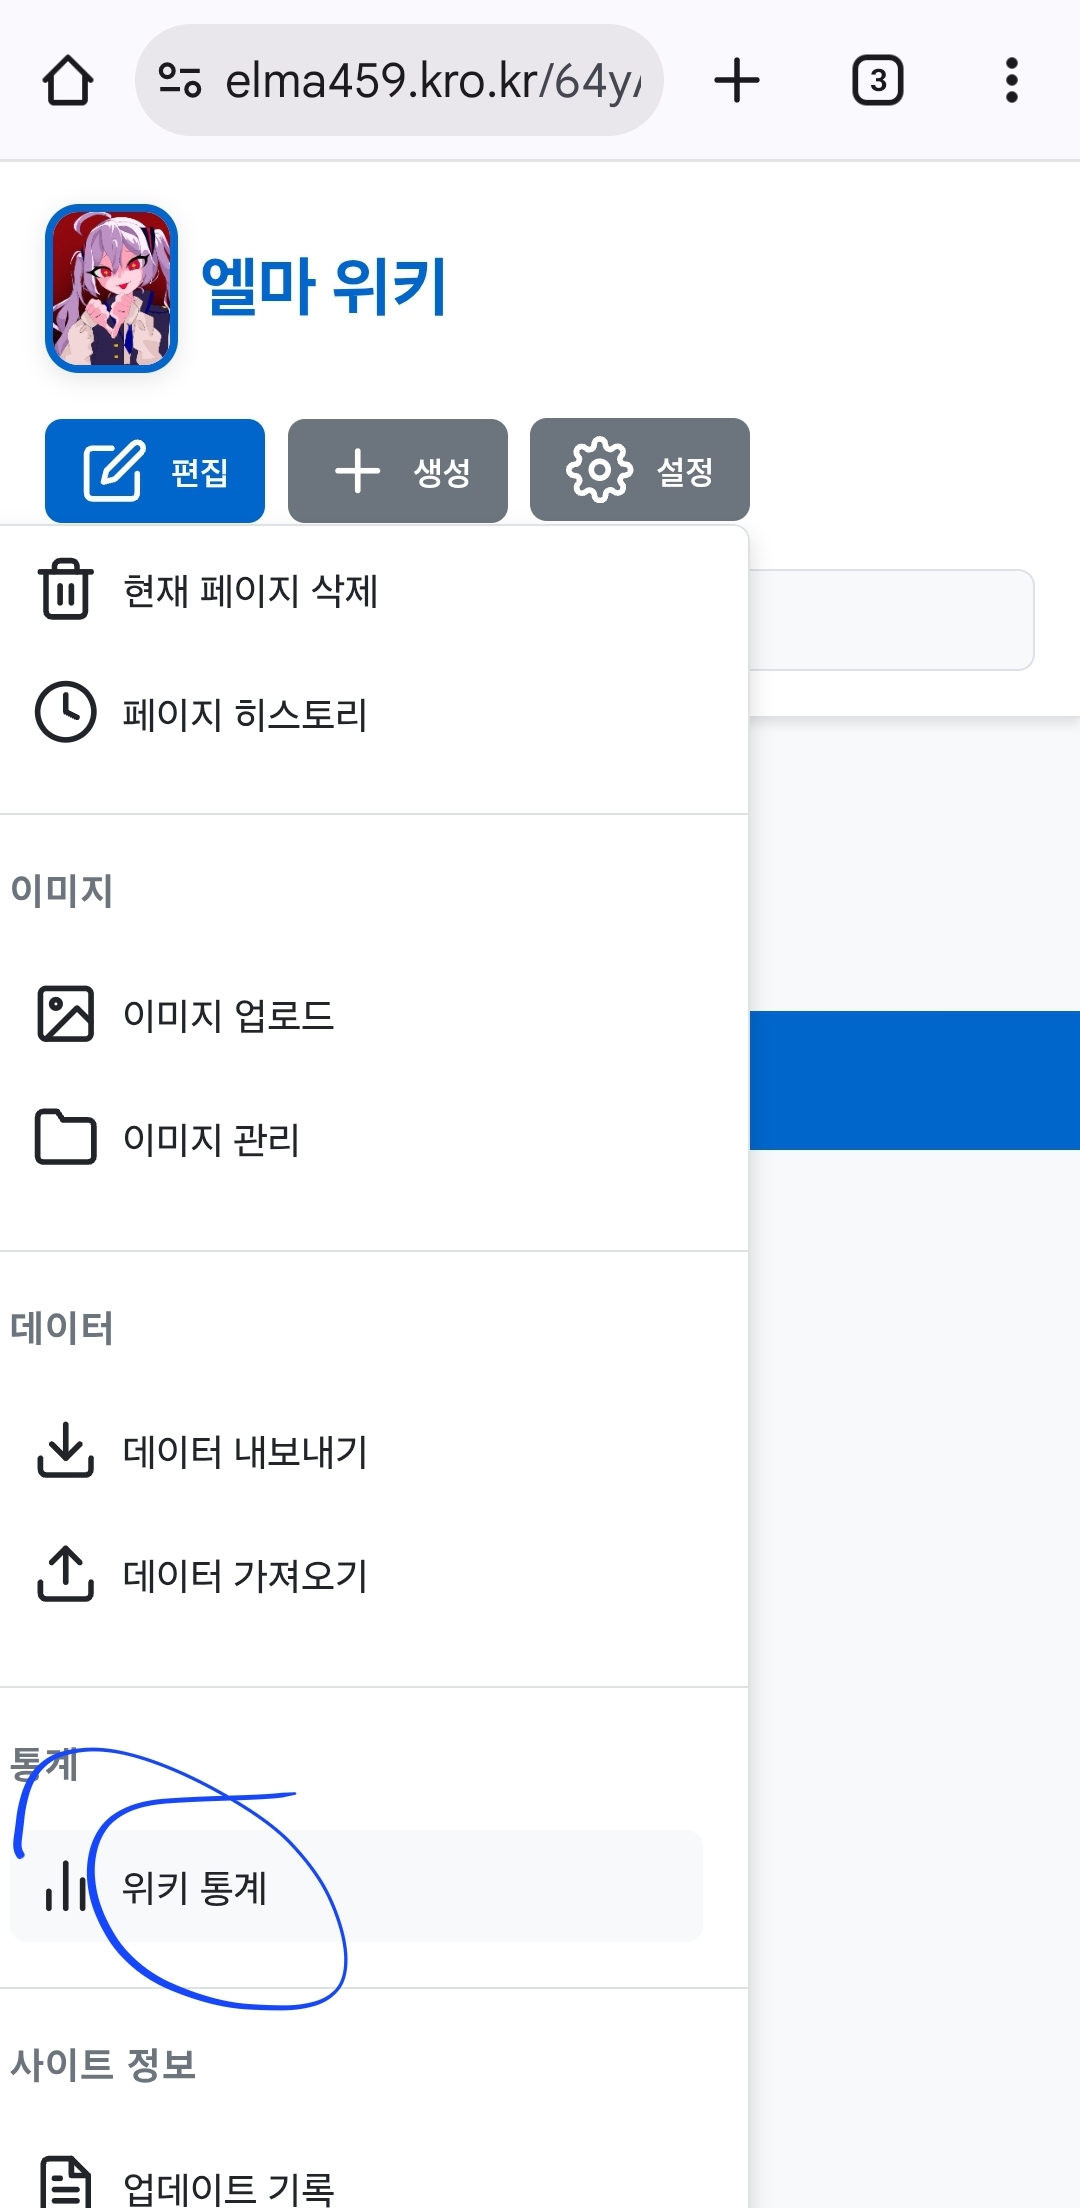 elma459.kro.kr/64y
3
엘마 위키
편집
생성
설정
현재 페이지 삭제
페이지 히스토리
이미지
이미지 업로드
이미지 관리
데이터
데이터 내보내기
데이터 가져오기
통계
위키 통계
사이트 정보
업데이트 기록